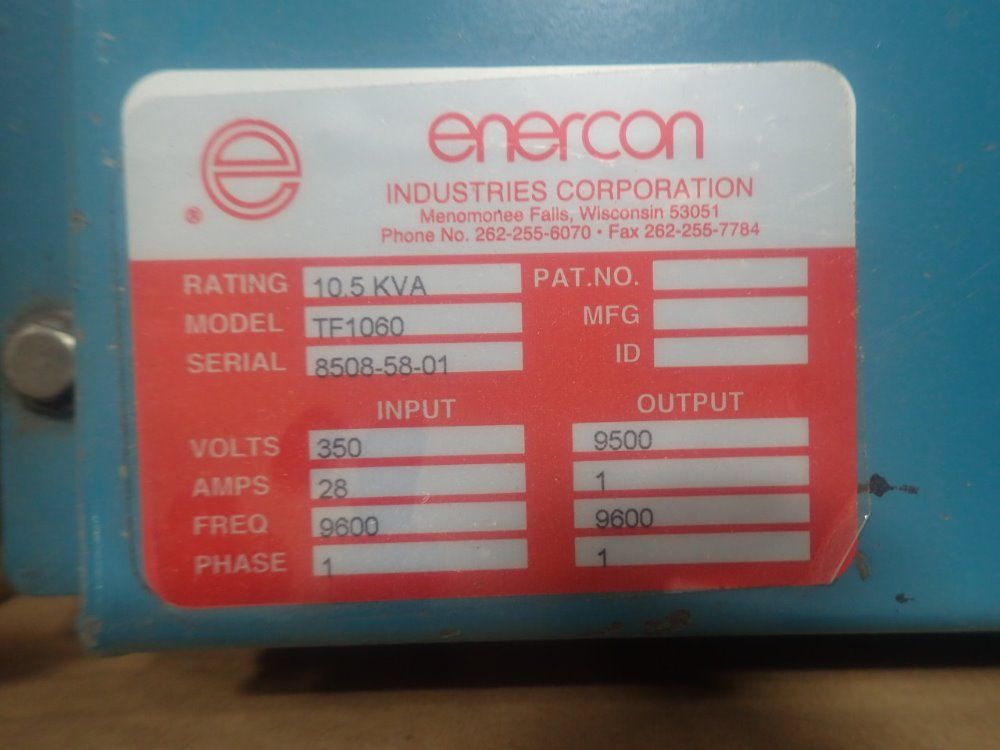 e
®
enercon
INDUSTRIES CORPORATION
Menomonee Falls, Wisconsin 53051
Phone No. 262-255-6070 • Fax 262-255-7784
RATING 10.5 KVA PAT.NO.
MODEL TF1060 MFG
SERIAL 8508-58-01 ID
INPUT OUTPUT
VOLTS 350 9500
AMPS 28 1
FREQ 9600 9600
PHASE 1 1